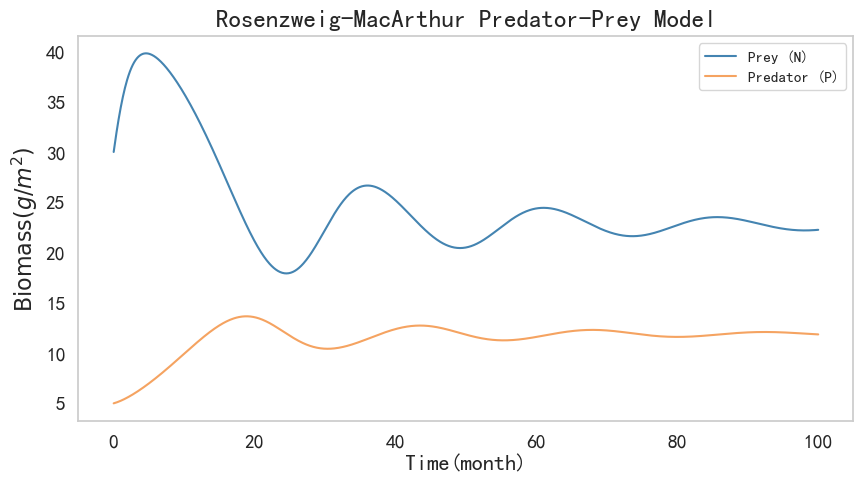 Rosenzweig-MacArthur Predator-Prey Model
Prey (N)
Predator (P)
Biomass(g/m²)
40
35
30
25
20
15
10
5
0 20 40 60 80 100
Time(month)